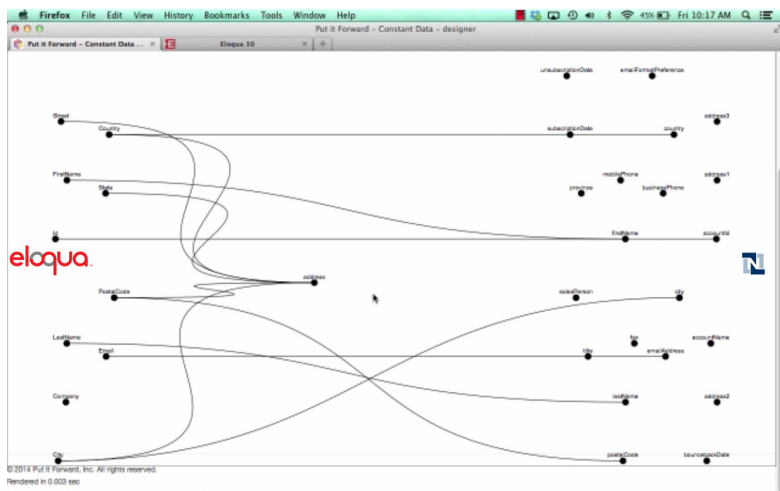 Firefox File Edit View History Bookmarks Tools Window Help 45% Fri 10:17 AM
Put it Forward – Constant Data – designer
Put it Forward – Constant Data ... × Eloqua 10 × +
unsubscriptionDate emailFormatPreference
Street address3
Country subscriptionDate country
FirstName mobilePhone address1
State province businessPhone
Id firstName accountId
eloqua N
address
PostalCode salesPerson city
LastName fax accountName
Email title emailAddress
Company lastName address2
City postalCode bouncebackDate
© 2014 Put It Forward, Inc. All rights reserved.
Rendered in 0.003 sec